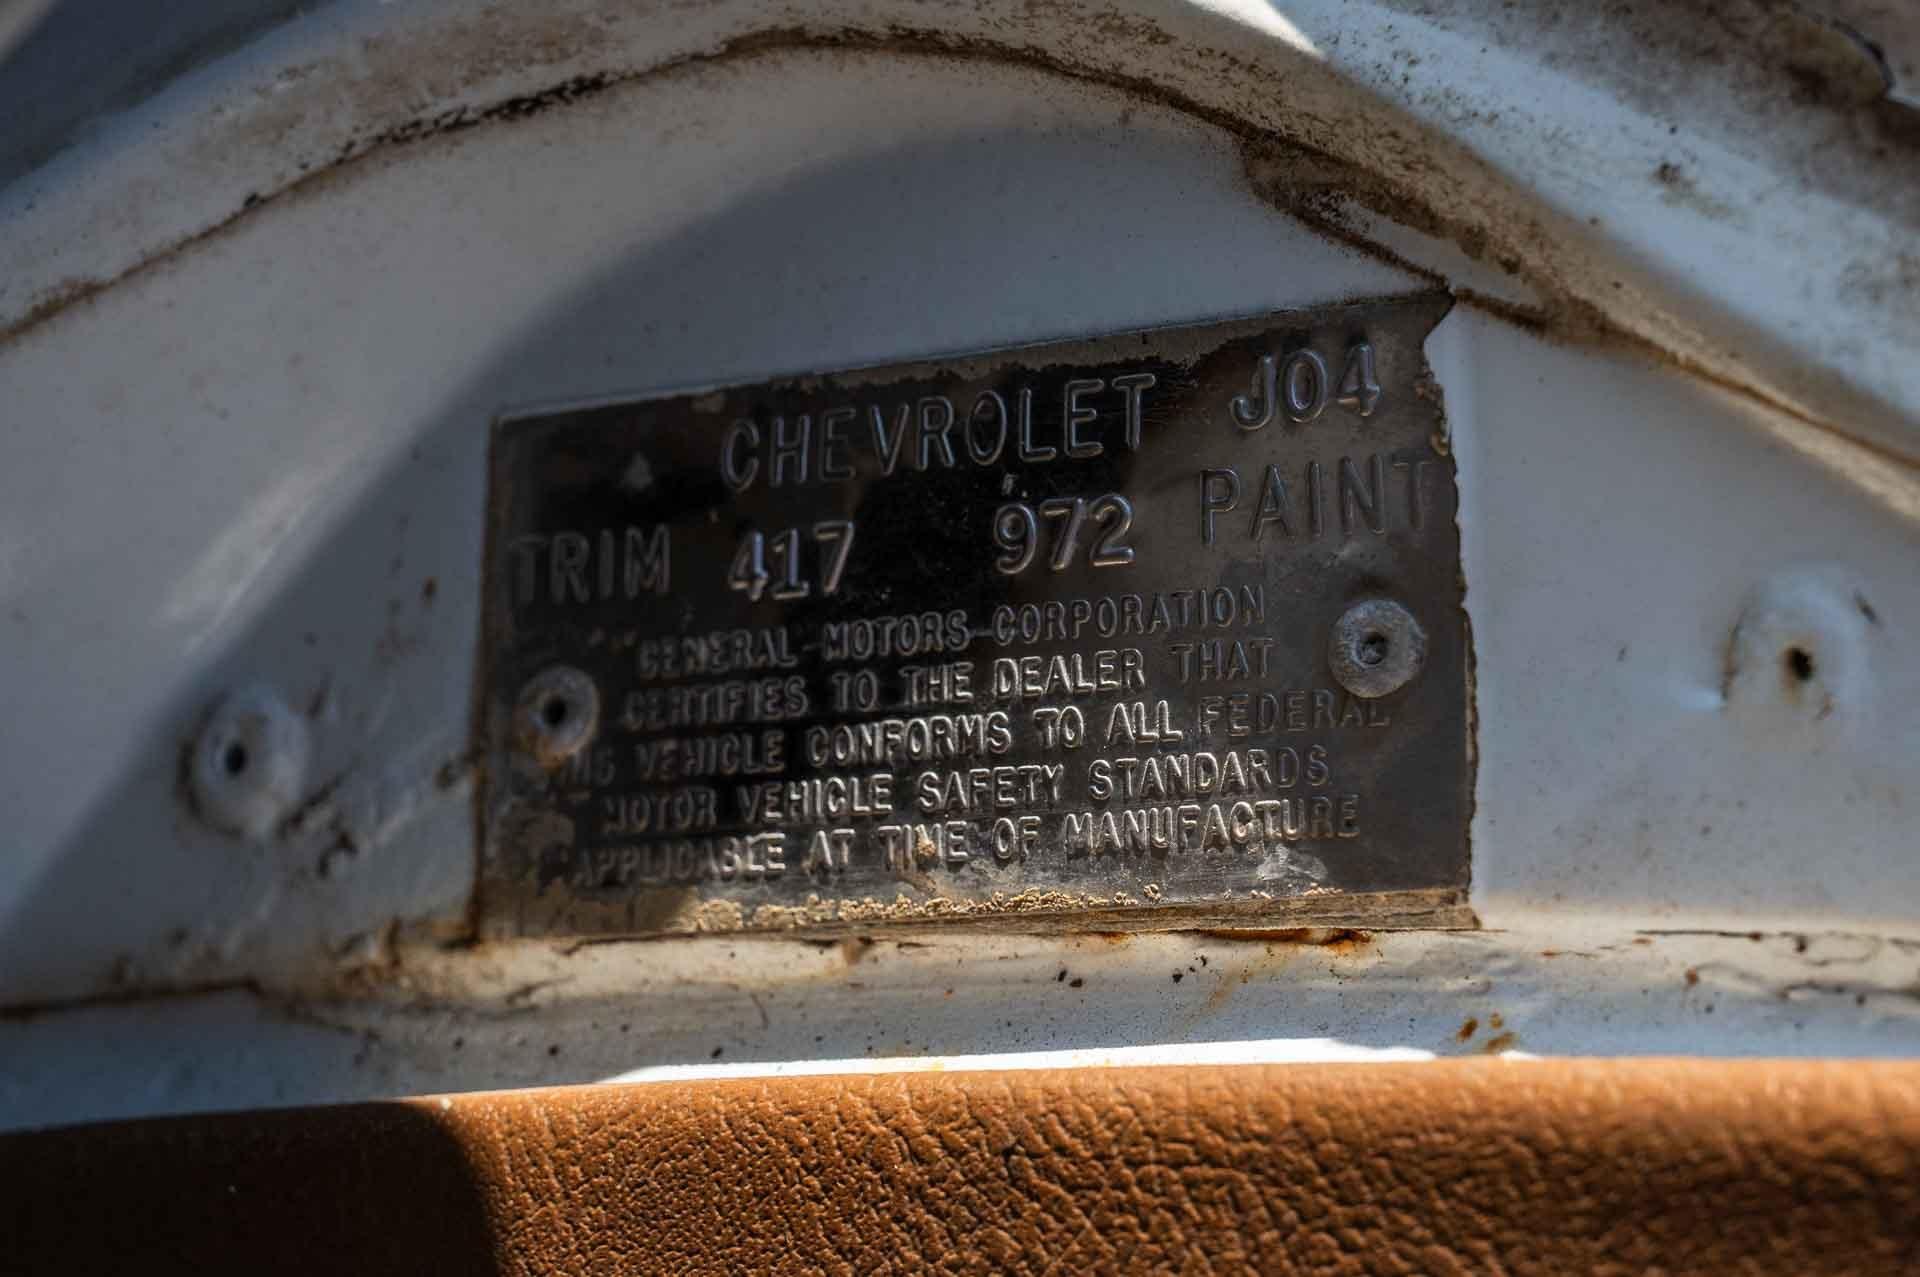 CHEVROLET J04
TRIM 417 972 PAINT
GENERAL MOTORS CORPORATION
CERTIFIES TO THE DEALER THAT
THIS VEHICLE CONFORMS TO ALL FEDERAL
MOTOR VEHICLE SAFETY STANDARDS
APPLICABLE AT TIME OF MANUFACTURE